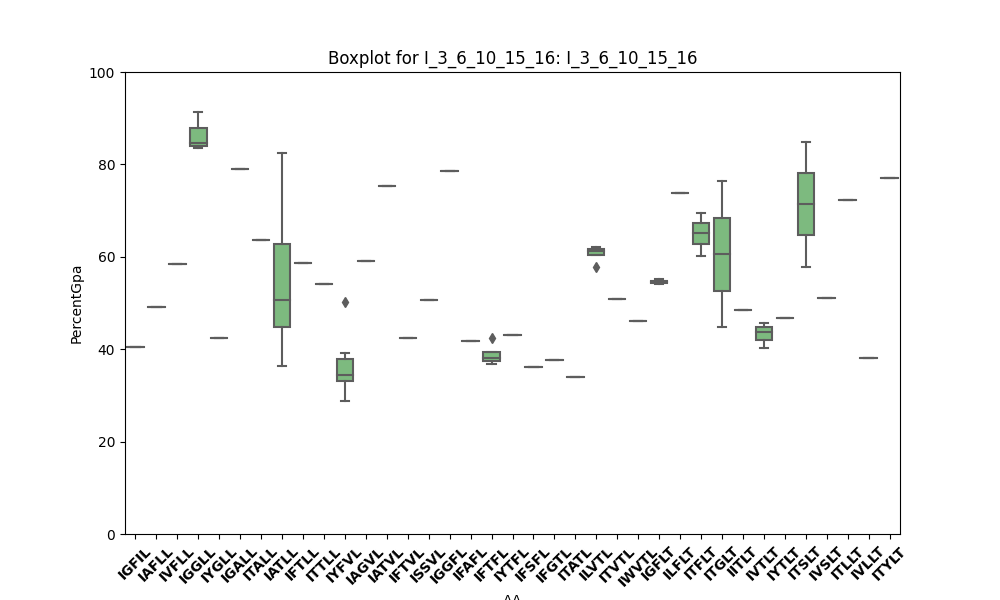 Boxplot for I_3_6_10_15_16: I_3_6_10_15_16
PercentGpa
100
80
60
40
20
0
IGFIL
IAFLL
IVFLL
IGGLL
IYGLL
IGALL
ITALL
IATLL
IFTLL
ITTLL
IYFVL
IAGVL
IATVL
IFTVL
ISSVL
IGGFL
IFAFL
IFTFL
IYTFL
IFSFL
IFGTL
ITATL
ILVTL
ITVTL
IWVTL
IGFLT
ILFLT
ITFLT
ITGLT
IITLT
IVTLT
IYTLT
ITSLT
IVSLT
ITLLT
IVLLT
ITYLT
AA